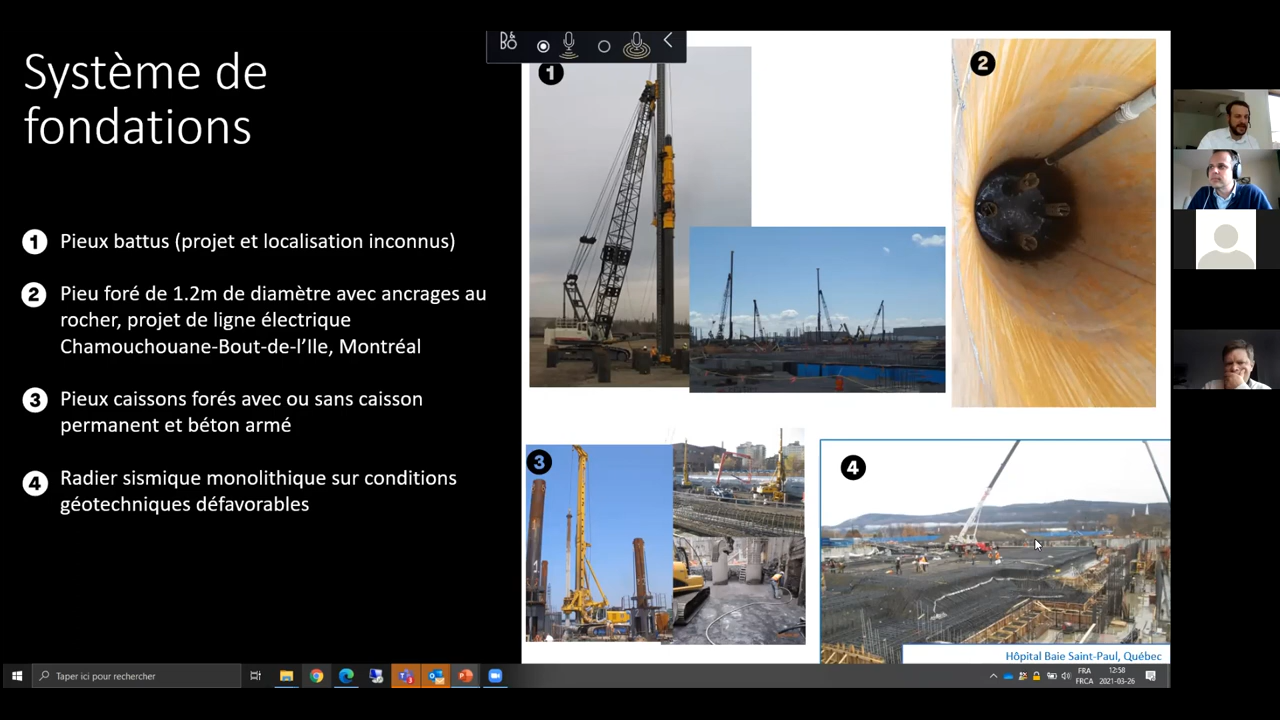 Système de
fondations
1 Pieux battus (projet et localisation inconnus)
2 Pieu foré de 1.2m de diamètre avec ancrages au
rocher, projet de ligne électrique
Chamouchouane-Bout-de-l’Ile, Montréal
3 Pieux caissons forés avec ou sans caisson
permanent et béton armé
4 Radier sismique monolithique sur conditions
géotechniques défavorables
B&O
1
2
3
4
Hôpital Baie Saint-Paul, Québec
Taper ici pour rechercher
FRA
FRCA
12:58
2021-03-26